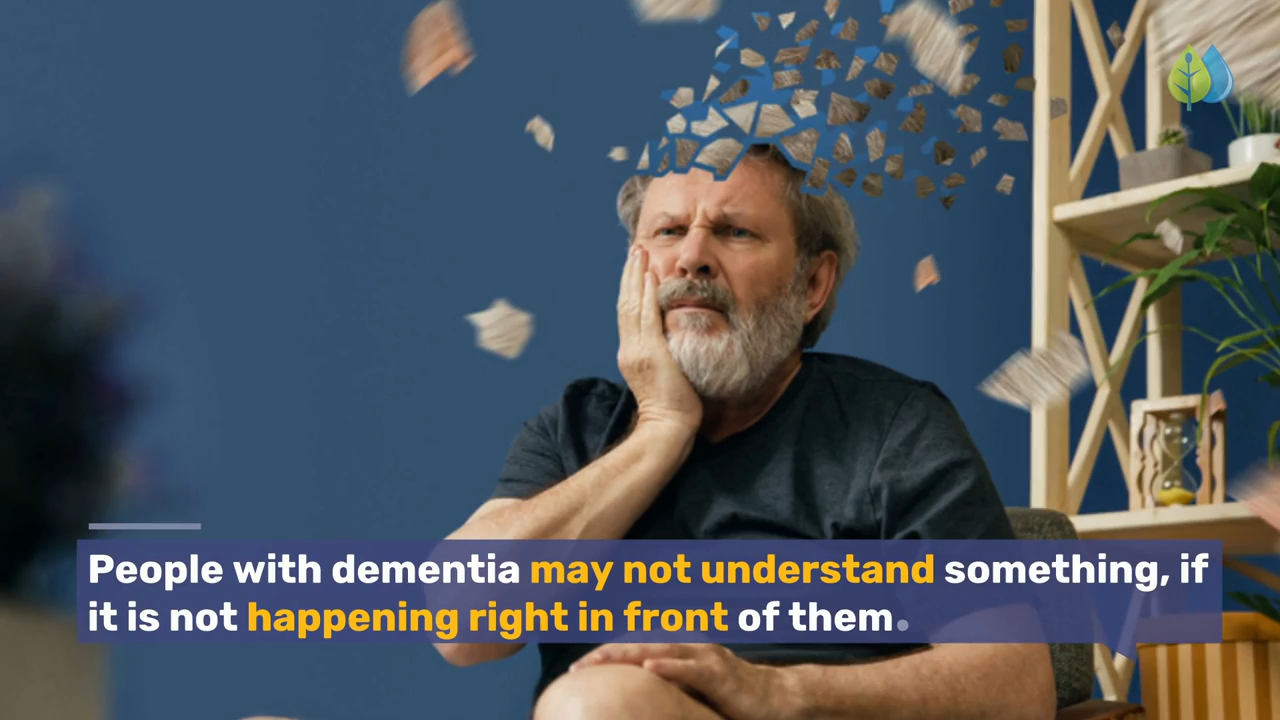 People with dementia may not understand something, if
it is not happening right in front of them.